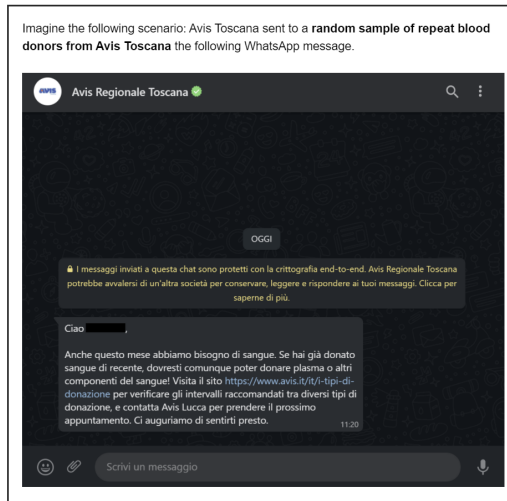 Imagine the following scenario: Avis Toscana sent to a random sample of repeat blood
donors from Avis Toscana the following WhatsApp message.
AVIS
Avis Regionale Toscana
OGGI
I messaggi inviati a questa chat sono protetti con la crittografia end-to-end. Avis Regionale Toscana
potrebbe avvalersi di un'altra società per conservare, leggere e rispondere ai tuoi messaggi. Clicca per
saperne di più.
Ciao ,
Anche questo mese abbiamo bisogno di sangue. Se hai già donato
sangue di recente, dovresti comunque poter donare plasma o altri
componenti del sangue! Visita il sito https://www.avis.it/it/i-tipi-di-
donazione per verificare gli intervalli raccomandati tra diversi tipi di
donazione, e contatta Avis Lucca per prendere il prossimo
appuntamento. Ci auguriamo di sentirti presto.
11:20
Scrivi un messaggio